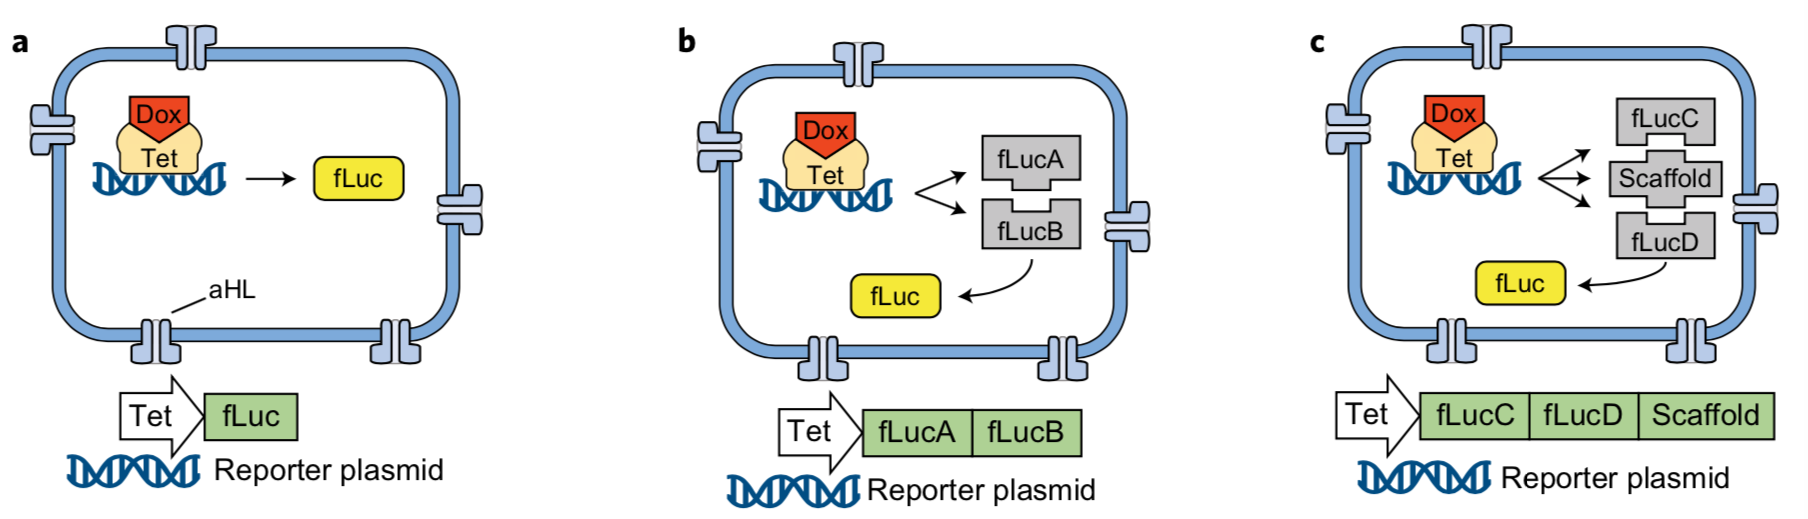 a
Dox
Tet
fLuc
aHL
Tet
fLuc
Reporter plasmid
b
Dox
Tet
fLucA
fLucB
fLuc
Tet
fLucA
fLucB
Reporter plasmid
c
Dox
Tet
fLucC
Scaffold
fLucD
fLuc
Tet
fLucC
fLucD
Scaffold
Reporter plasmid